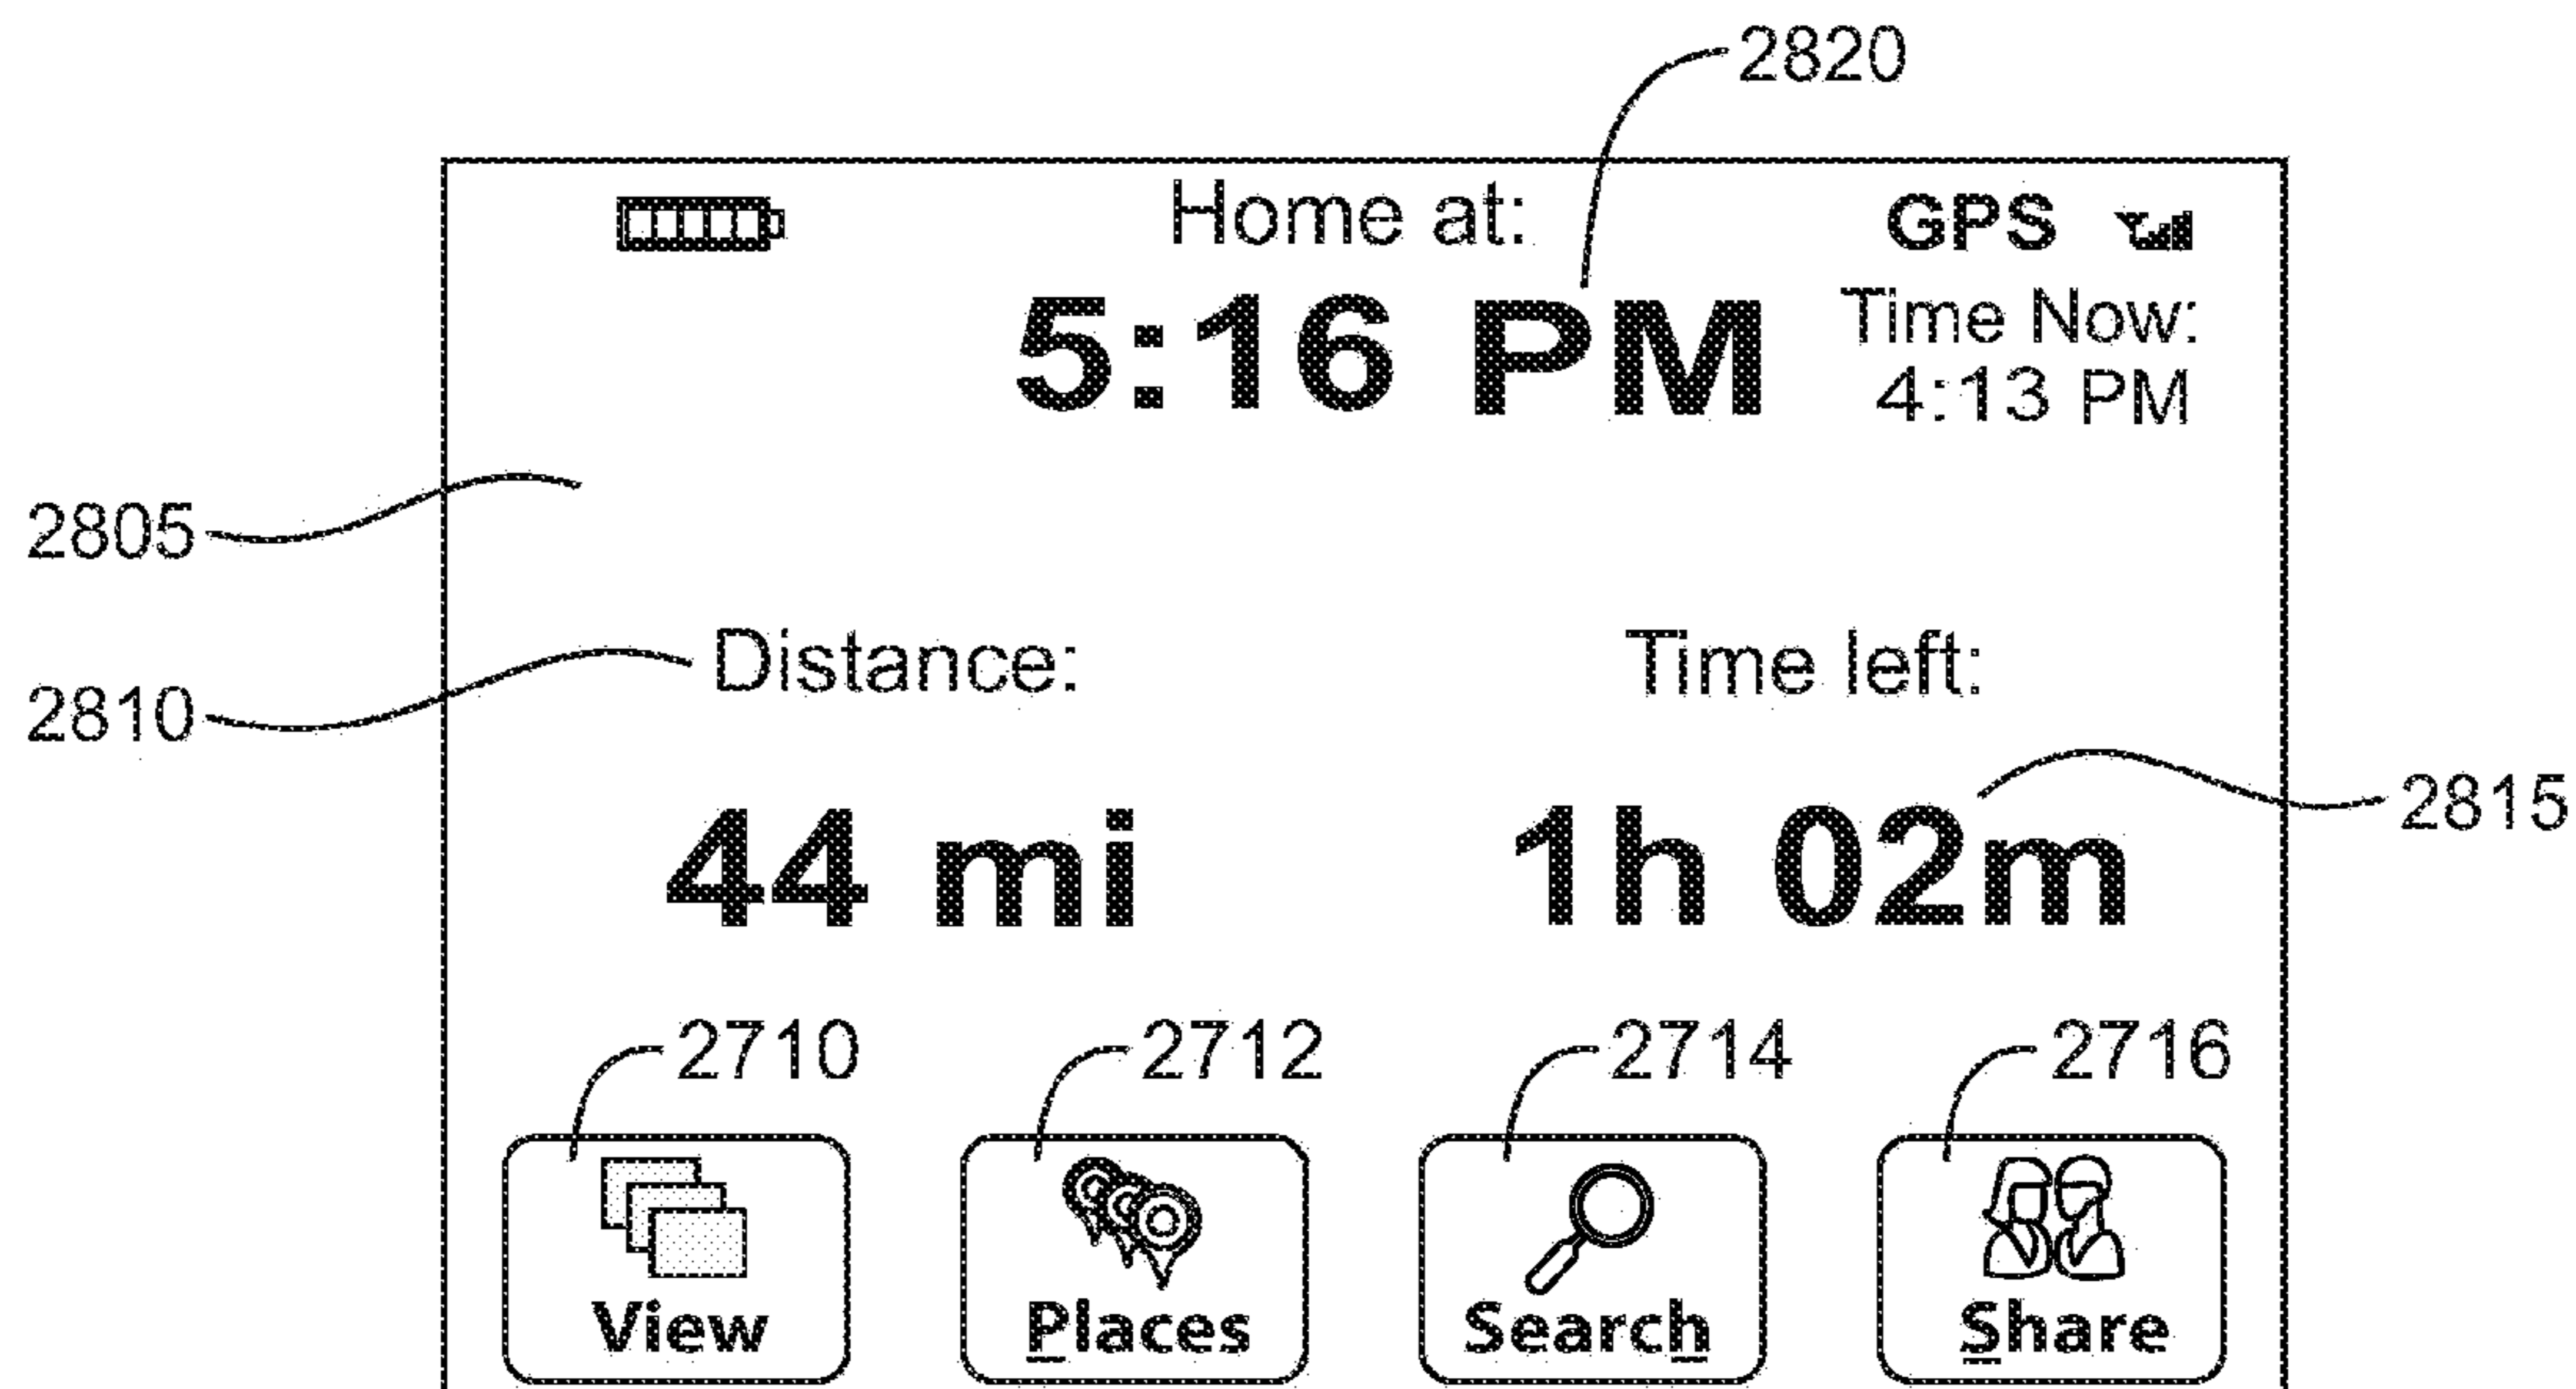 2820
Home at:
GPS
5:16 PM
Time Now:
4:13 PM
2805
2810
Distance:
Time left:
44 mi
1h 02m
2815
2710
2712
2714
2716
View
Places
Search
Share